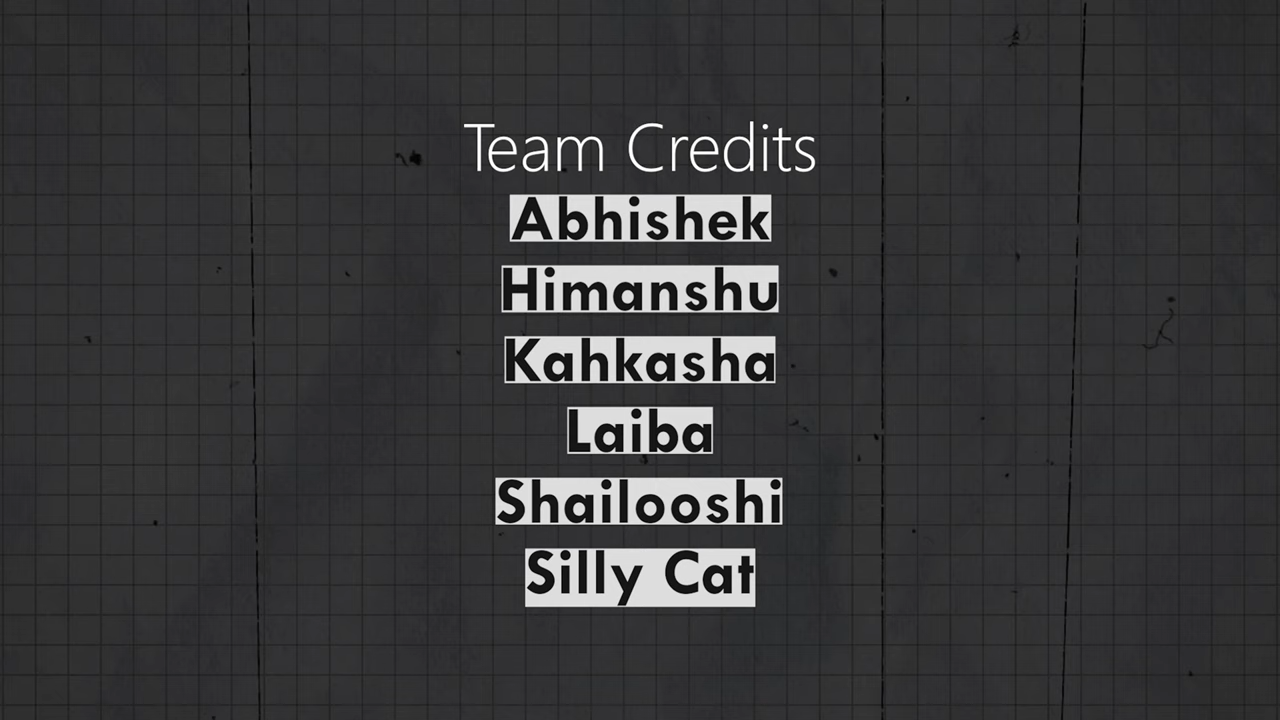 Team Credits
Abhishek
Himanshu
Kahkasha
Laiba
Shailooshi
Silly Cat